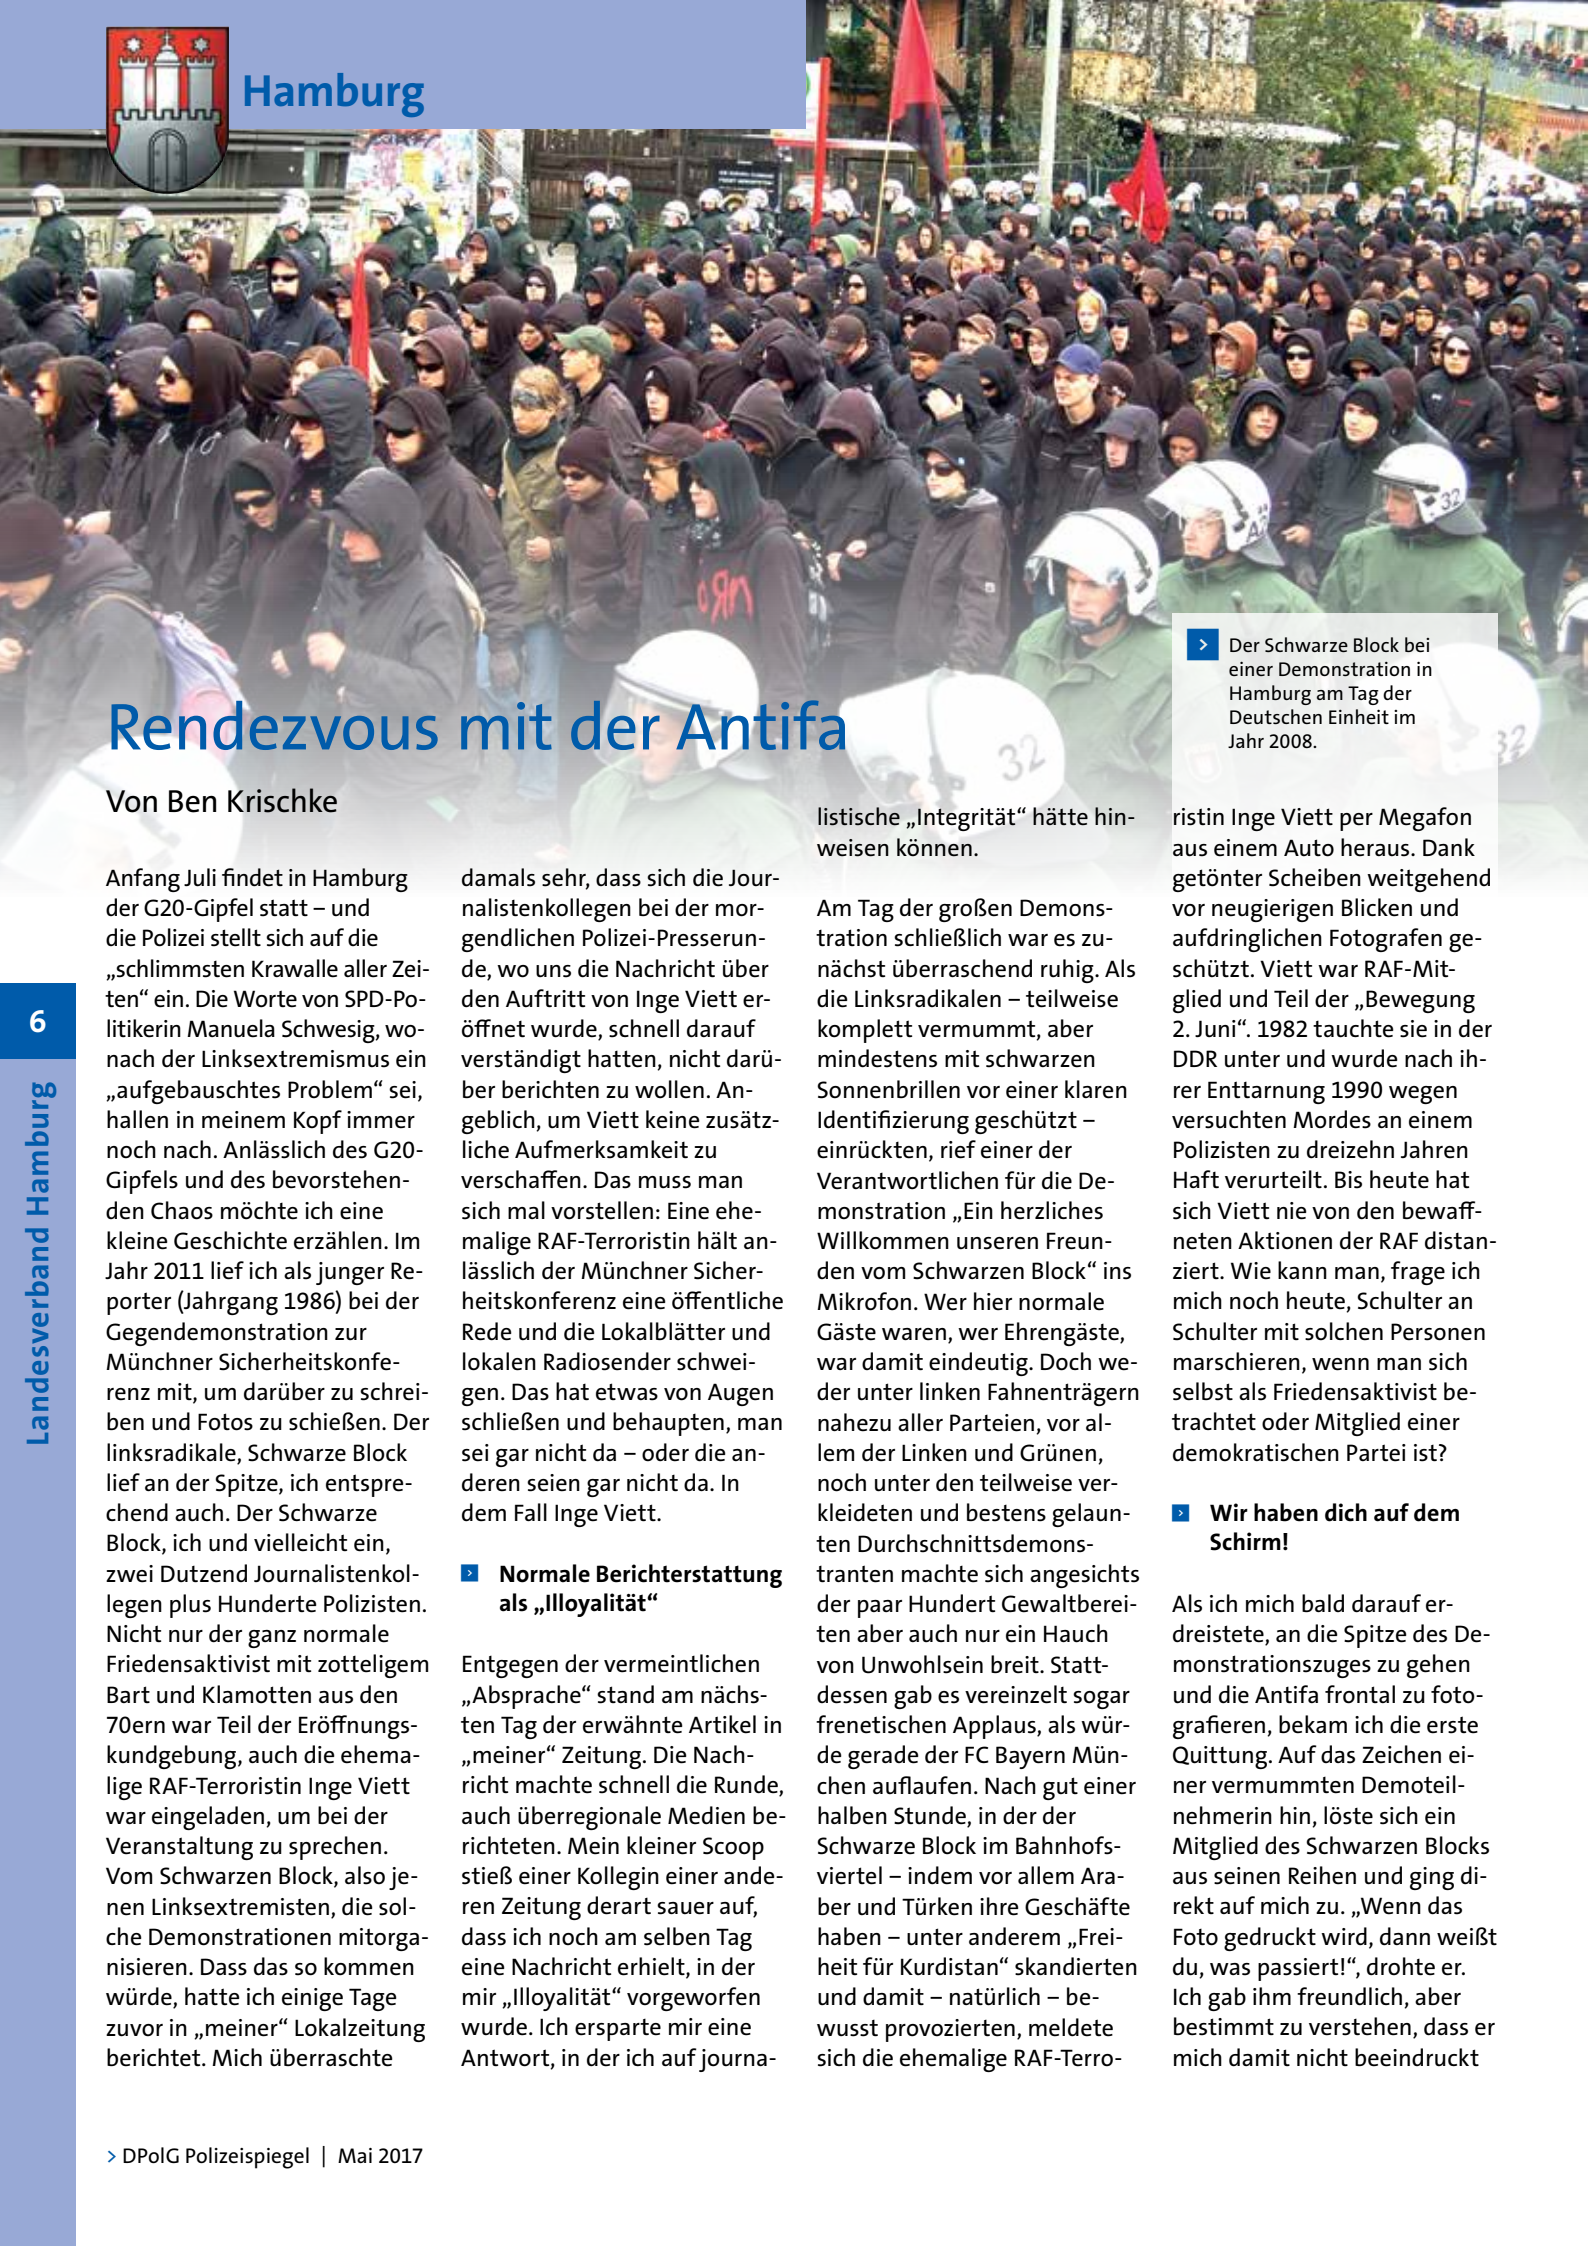 Hamburg
Der Schwarze Block bei
einer Demonstration in
Hamburg am Tag der
Deutschen Einheit im
Jahr 2008.
Rendezvous mit der Antifa
Von Ben Krischke
Anfang Juli findet in Hamburg
der G20-Gipfel statt – und
die Polizei stellt sich auf die
„schlimmsten Krawalle aller Zei-
ten“ ein. Die Worte von SPD-Po-
litikerin Manuela Schwesig, wo-
nach der Linksextremismus ein
„aufgebauschtes Problem“ sei,
hallen in meinem Kopf immer
noch nach. Anlässlich des G20-
Gipfels und des bevorstehen-
den Chaos möchte ich eine
kleine Geschichte erzählen. Im
Jahr 2011 lief ich als junger Re-
porter (Jahrgang 1986) bei der
Gegendemonstration zur
Münchner Sicherheitskonfe-
renz mit, um darüber zu schrei-
ben und Fotos zu schießen. Der
linksradikale, Schwarze Block
lief an der Spitze, ich entspre-
chend auch. Der Schwarze
Block, ich und vielleicht ein,
zwei Dutzend Journalistenkol-
legen plus Hunderte Polizisten.
Nicht nur der ganz normale
Friedensaktivist mit zotteligem
Bart und Klamotten aus den
70ern war Teil der Eröffnungs-
kundgebung, auch die ehema-
lige RAF-Terroristin Inge Viett
war eingeladen, um bei der
Veranstaltung zu sprechen.
Vom Schwarzen Block, also je-
nen Linksextremisten, die sol-
che Demonstrationen mitorga-
nisieren. Dass das so kommen
würde, hatte ich einige Tage
zuvor in „meiner“ Lokalzeitung
berichtet. Mich überraschte
damals sehr, dass sich die Jour-
nalistenkollegen bei der mor-
gendlichen Polizei-Presserun-
de, wo uns die Nachricht über
den Auftritt von Inge Viett er-
öffnet wurde, schnell darauf
verständigt hatten, nicht darü-
ber berichten zu wollen. An-
geblich, um Viett keine zusätz-
liche Aufmerksamkeit zu
verschaffen. Das muss man
sich mal vorstellen: Eine ehe-
malige RAF-Terroristin hält an-
lässlich der Münchner Sicher-
heitskonferenz eine öffentliche
Rede und die Lokalblätter und
lokalen Radiosender schwei-
gen. Das hat etwas von Augen
schließen und behaupten, man
sei gar nicht da – oder die an-
deren seien gar nicht da. In
dem Fall Inge Viett.
Normale Berichterstattung
als „Illoyalität“
Entgegen der vermeintlichen
„Absprache“ stand am nächs-
ten Tag der erwähnte Artikel in
„meiner“ Zeitung. Die Nach-
richt machte schnell die Runde,
auch überregionale Medien be-
richteten. Mein kleiner Scoop
stieß einer Kollegin einer ande-
ren Zeitung derart sauer auf,
dass ich noch am selben Tag
eine Nachricht erhielt, in der
mir „Illoyalität“ vorgeworfen
wurde. Ich ersparte mir eine
Antwort, in der ich auf journa-
listische „Integrität“ hätte hin-
weisen können.
Am Tag der großen Demons-
tration schließlich war es zu-
nächst überraschend ruhig. Als
die Linksradikalen – teilweise
komplett vermummt, aber
mindestens mit schwarzen
Sonnenbrillen vor einer klaren
Identifizierung geschützt –
einrückten, rief einer der
Verantwortlichen für die De-
monstration „Ein herzliches
Willkommen unseren Freun-
den vom Schwarzen Block“ ins
Mikrofon. Wer hier normale
Gäste waren, wer Ehrengäste,
war damit eindeutig. Doch we-
der unter linken Fahnenträgern
nahezu aller Parteien, vor al-
lem der Linken und Grünen,
noch unter den teilweise ver-
kleideten und bestens gelaun-
ten Durchschnittsdemons-
tranten machte sich angesichts
der paar Hundert Gewaltberei-
ten aber auch nur ein Hauch
von Unwohlsein breit. Statt-
dessen gab es vereinzelt sogar
frenetischen Applaus, als wür-
de gerade der FC Bayern Mün-
chen auflaufen. Nach gut einer
halben Stunde, in der der
Schwarze Block im Bahnhofs-
viertel – indem vor allem Ara-
ber und Türken ihre Geschäfte
haben – unter anderem „Frei-
heit für Kurdistan“ skandierten
und damit – natürlich – be-
wusst provozierten, meldete
sich die ehemalige RAF-Terro-
ristin Inge Viett per Megafon
aus einem Auto heraus. Dank
getönter Scheiben weitgehend
vor neugierigen Blicken und
aufdringlichen Fotografen ge-
schützt. Viett war RAF-Mit-
glied und Teil der „Bewegung
2. Juni“. 1982 tauchte sie in der
DDR unter und wurde nach ih-
rer Enttarnung 1990 wegen
versuchten Mordes an einem
Polizisten zu dreizehn Jahren
Haft verurteilt. Bis heute hat
sich Viett nie von den bewaff-
neten Aktionen der RAF distan-
ziert. Wie kann man, frage ich
mich noch heute, Schulter an
Schulter mit solchen Personen
marschieren, wenn man sich
selbst als Friedensaktivist be-
trachtet oder Mitglied einer
demokratischen Partei ist?
Wir haben dich auf dem
Schirm!
Als ich mich bald darauf er-
dreistete, an die Spitze des De-
monstrationszuges zu gehen
und die Antifa frontal zu foto-
grafieren, bekam ich die erste
Quittung. Auf das Zeichen ei-
ner vermummten Demoteil-
nehmerin hin, löste sich ein
Mitglied des Schwarzen Blocks
aus seinen Reihen und ging di-
rekt auf mich zu. „Wenn das
Foto gedruckt wird, dann weißt
du, was passiert!“, drohte er.
Ich gab ihm freundlich, aber
bestimmt zu verstehen, dass er
mich damit nicht beeindruckt
6
Landesverband Hamburg
> DPolG Polizeispiegel | Mai 2017
32
32
32